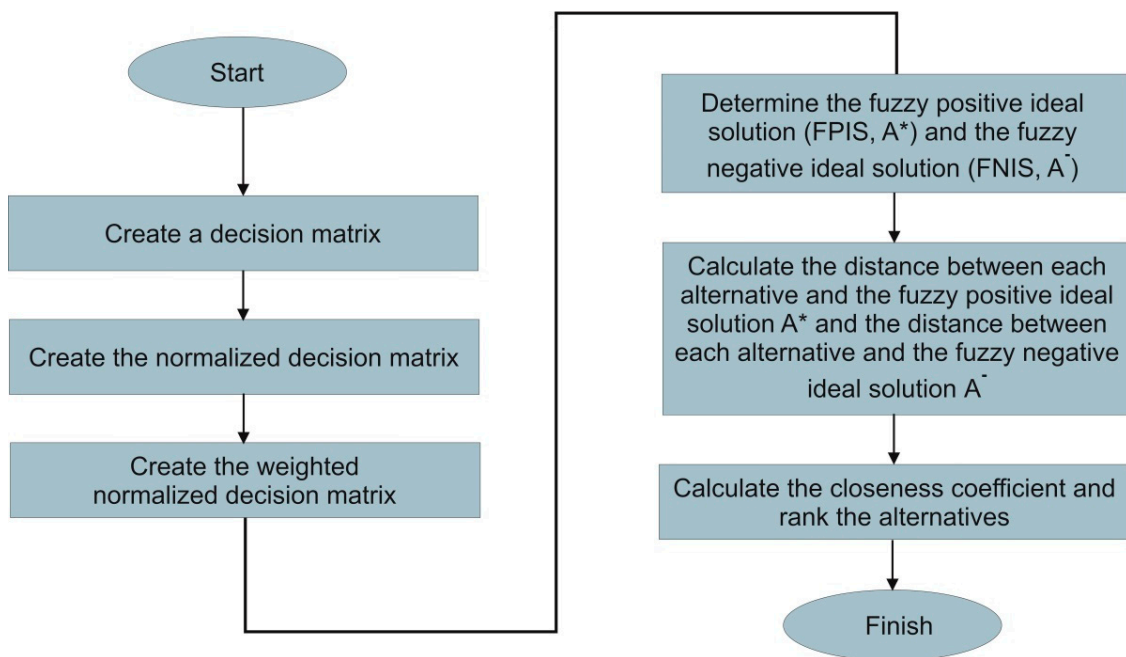 Start
Create a decision matrix
Create the normalized decision matrix
Create the weighted
normalized decision matrix
Determine the fuzzy positive ideal
solution (FPIS, A*) and the fuzzy
negative ideal solution (FNIS, A⁻)
Calculate the distance between each
alternative and the fuzzy positive ideal
solution A* and the distance between
each alternative and the fuzzy negative
ideal solution A⁻
Calculate the closeness coefficient and
rank the alternatives
Finish